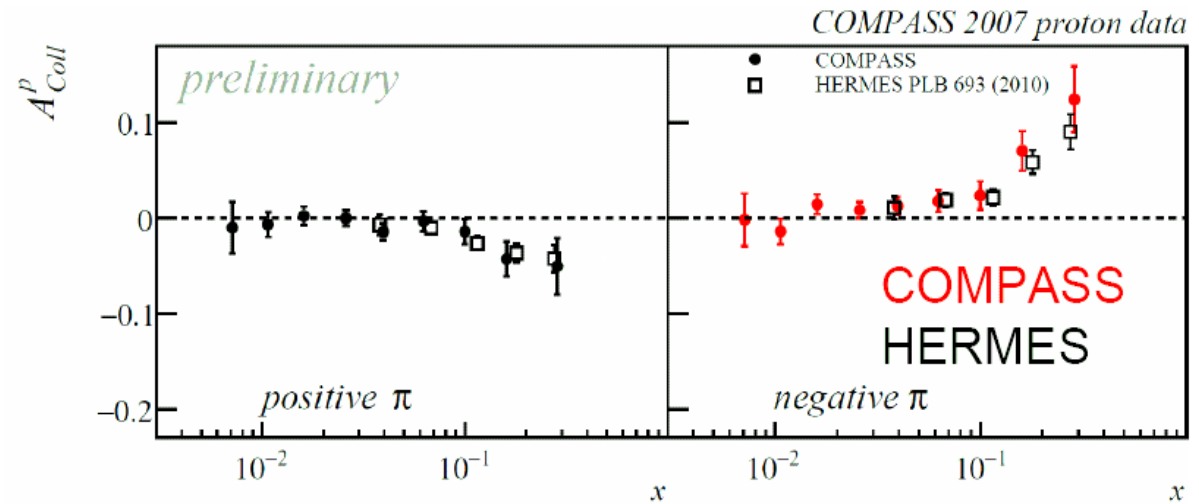 COMPASS 2007 proton data
A^p_Coll
preliminary
COMPASS
HERMES PLB 693 (2010)
0.1
0
−0.1
−0.2
COMPASS
HERMES
positive π
negative π
10⁻² 10⁻¹ 10⁻² 10⁻¹
x x